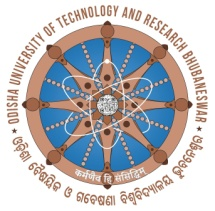 ODISHA UNIVERSITY OF TECHNOLOGY AND RESEARCH BHUBANESWAR
ଓଡ଼ିଶା ବୈଷୟିକ ଓ ଗବେଷଣା ବିଶ୍ୱବିଦ୍ୟାଳୟ ଭୁବନେଶ୍ୱର
कर्मणैव हि संसिद्धिम्